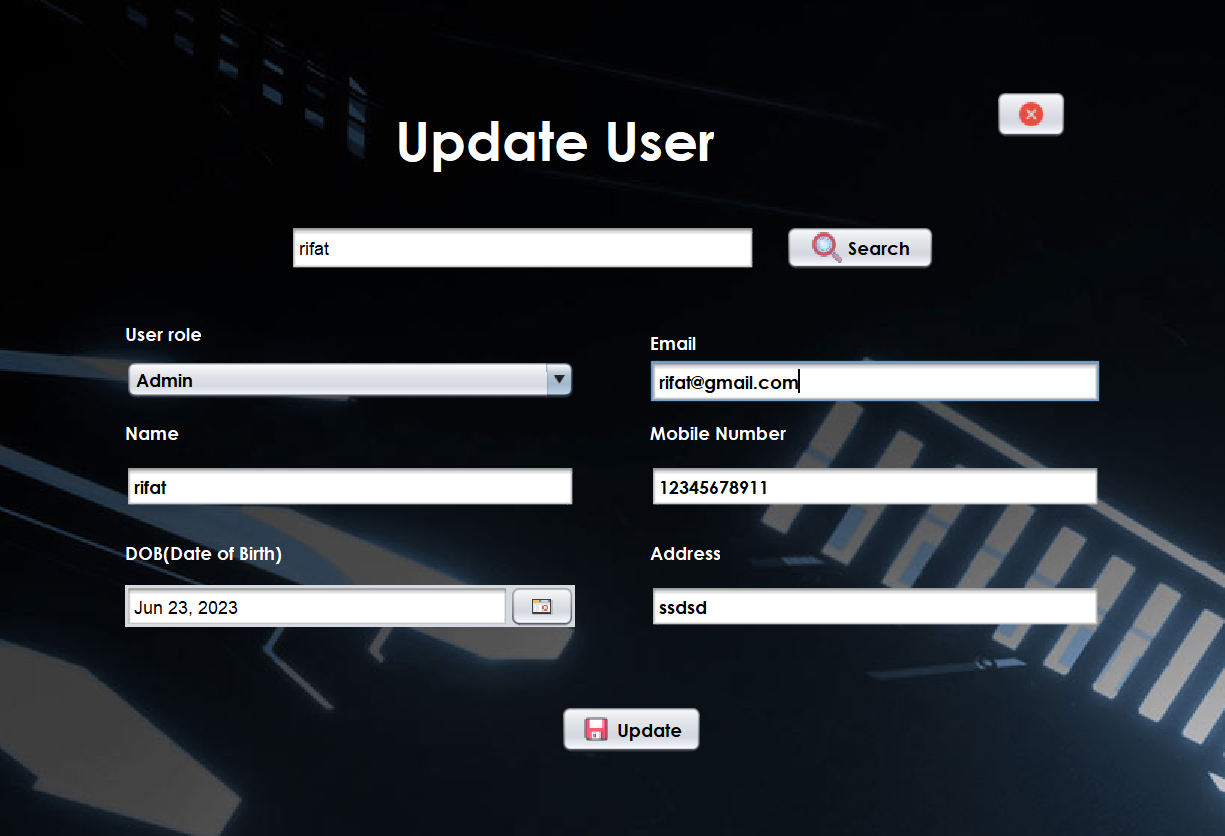 Update User
rifat
Search
User role
Email
Admin
rifat@gmail.com
Name
Mobile Number
rifat
12345678911
DOB(Date of Birth)
Address
Jun 23, 2023
ssdsd
Update